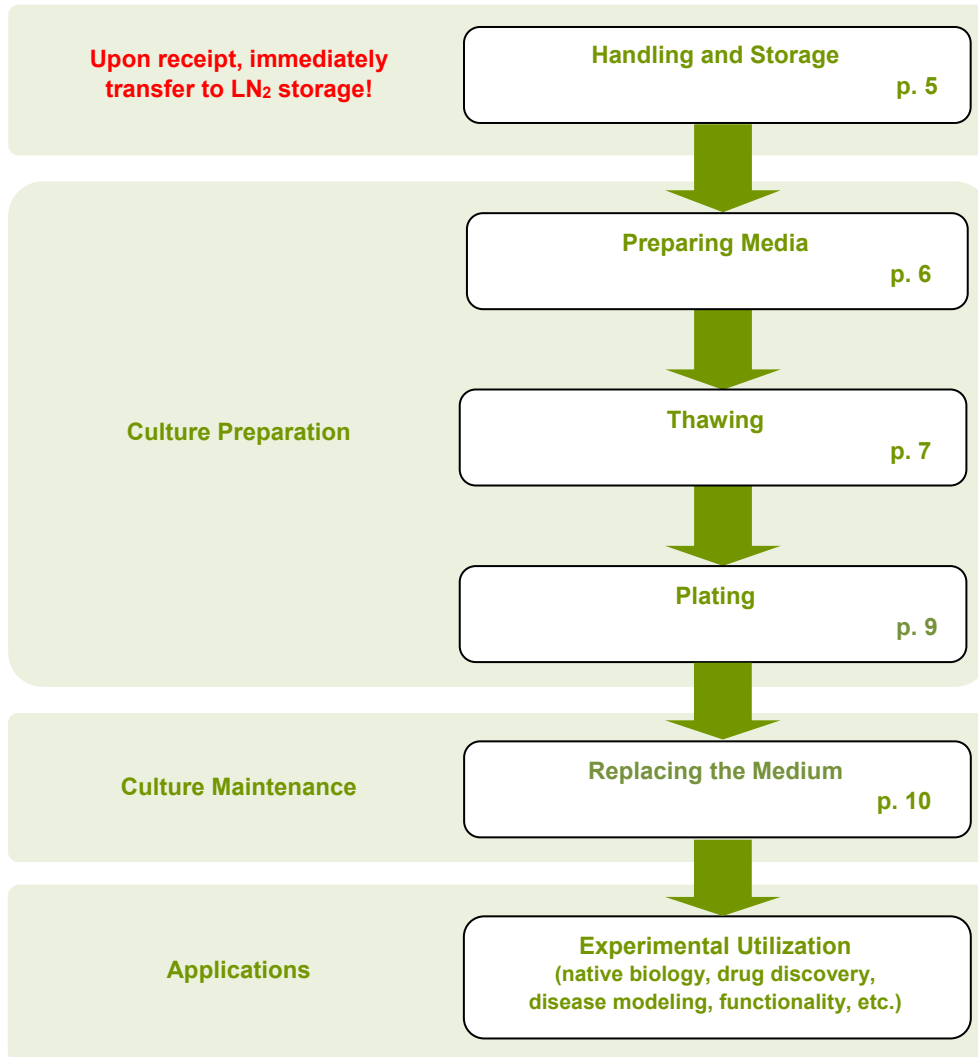 Upon receipt, immediately
transfer to LN₂ storage!
Handling and Storage
p. 5
Culture Preparation
Preparing Media
p. 6
Thawing
p. 7
Plating
p. 9
Culture Maintenance
Replacing the Medium
p. 10
Applications
Experimental Utilization
(native biology, drug discovery,
disease modeling, functionality, etc.)